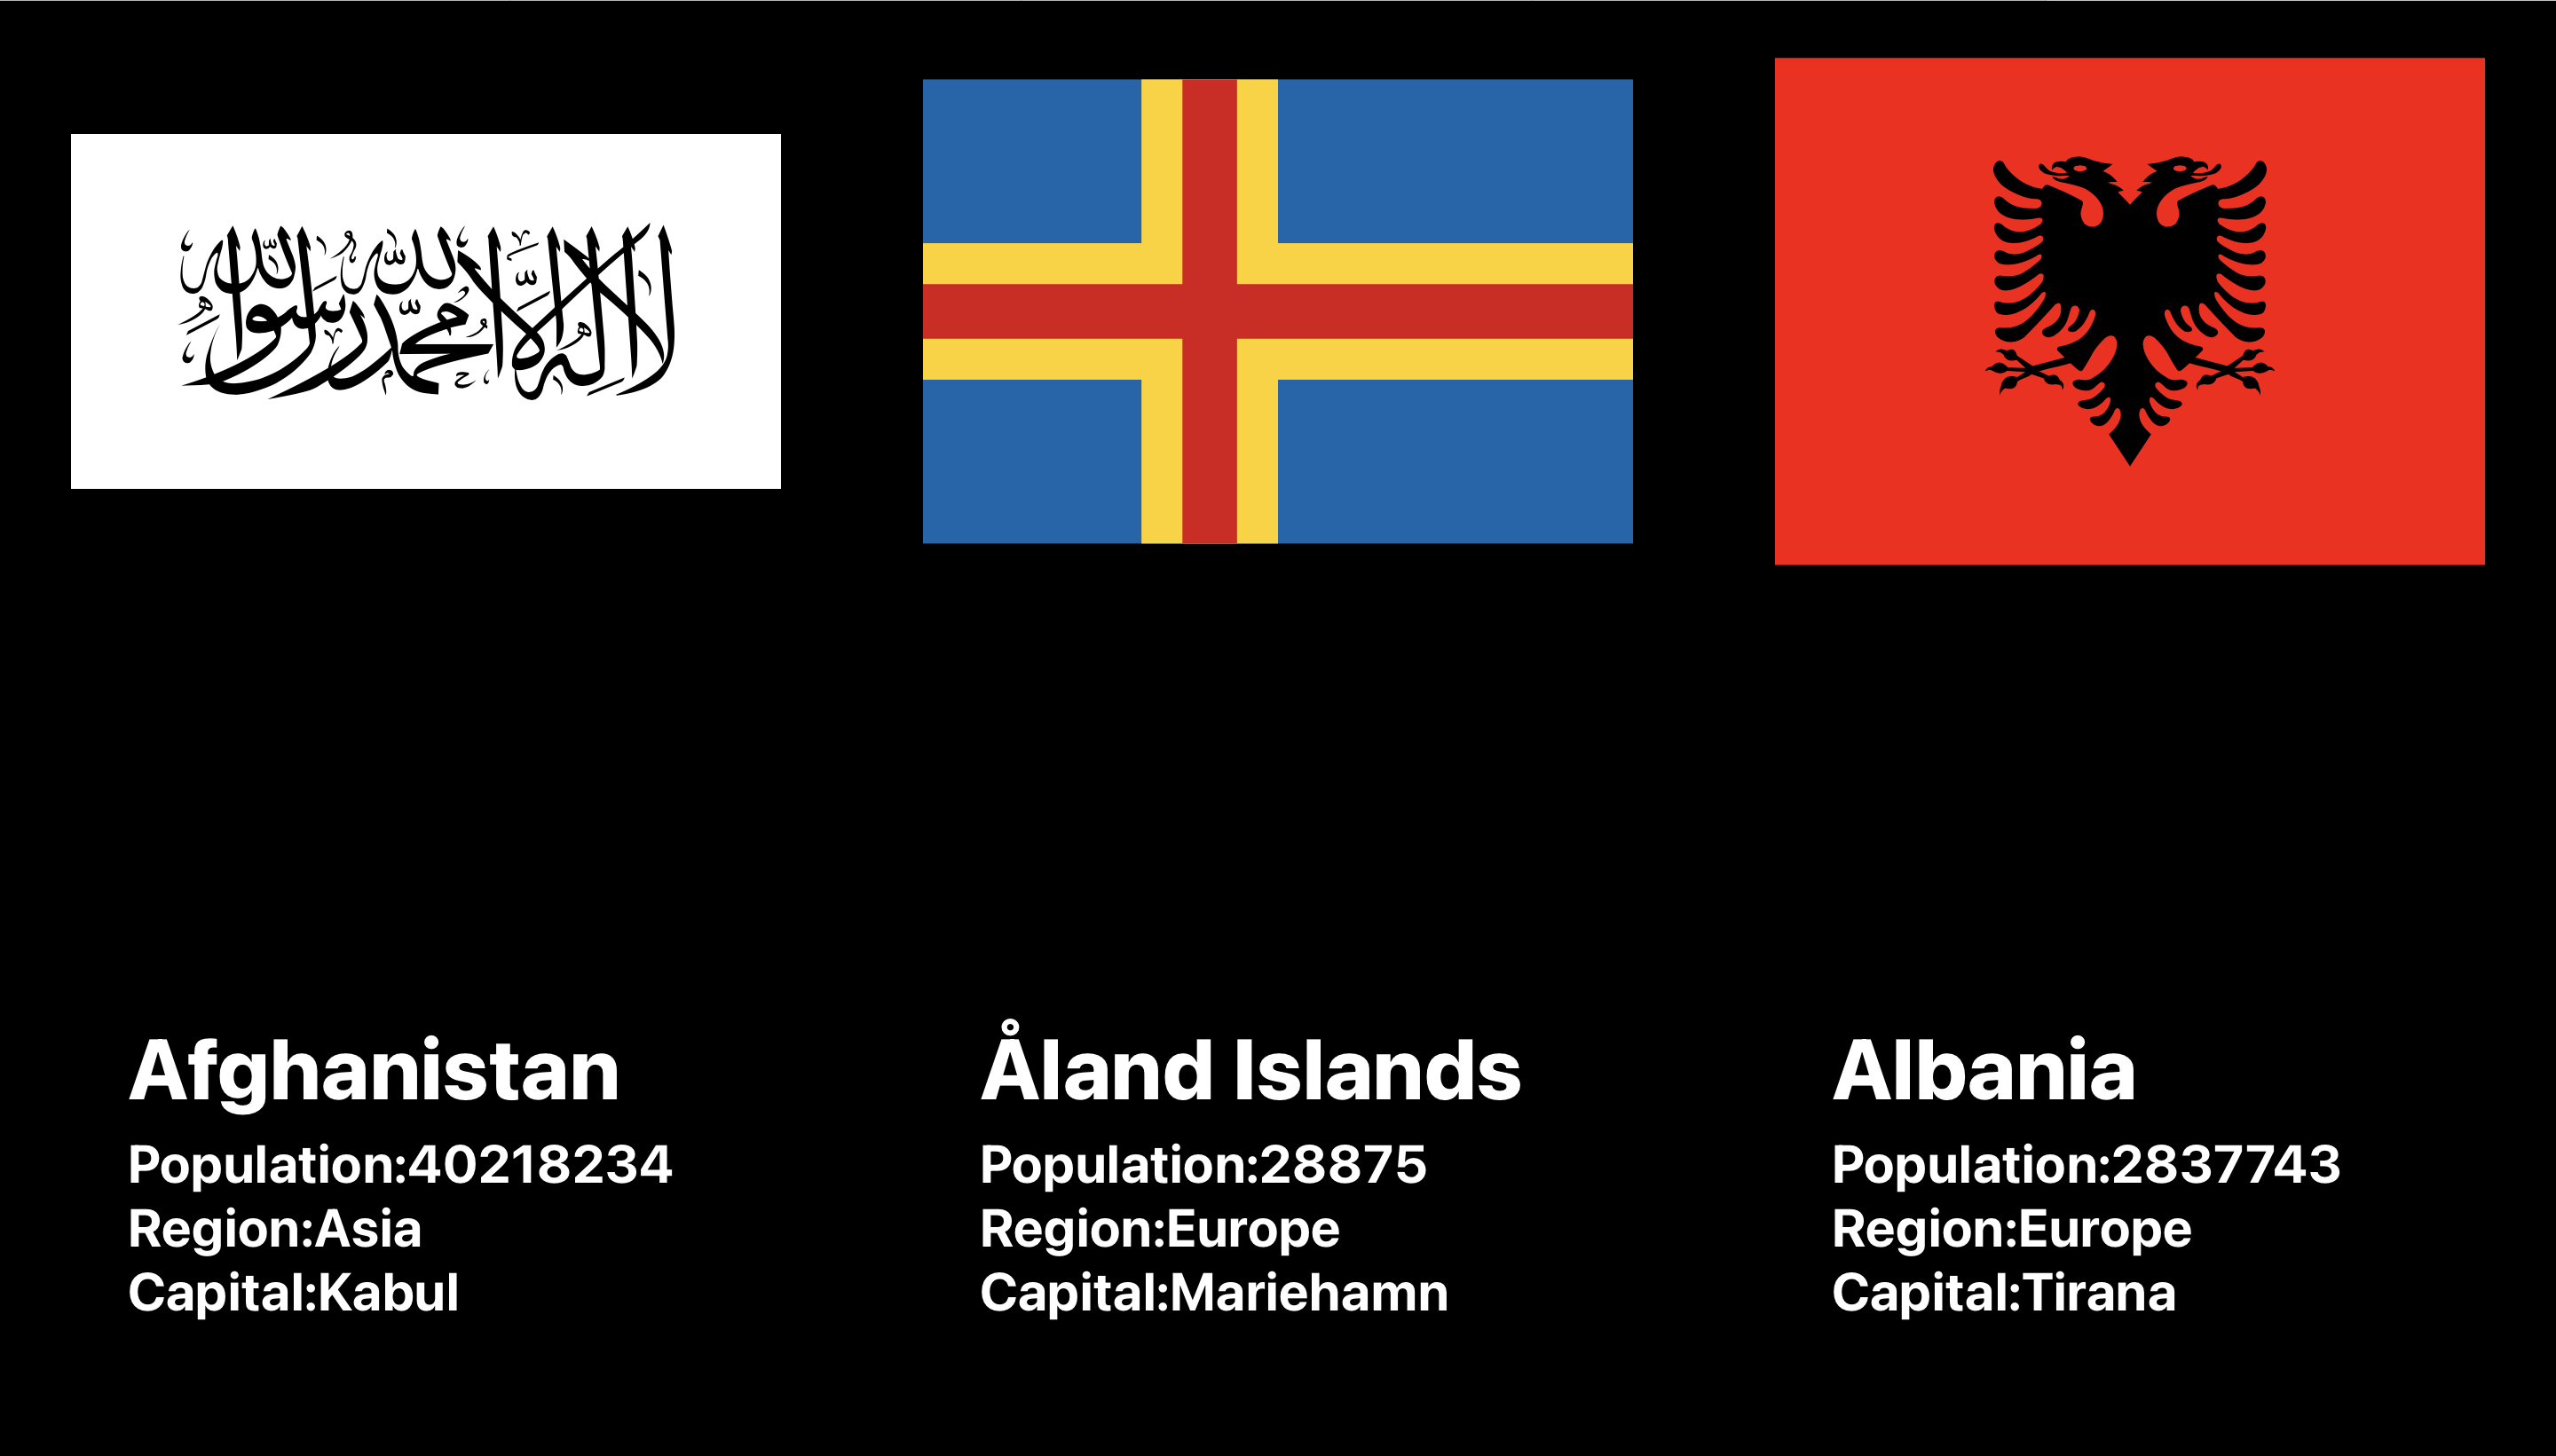 لا إله إلا الله محمد رسول الله
Afghanistan
Population:40218234
Region:Asia
Capital:Kabul
Åland Islands
Population:28875
Region:Europe
Capital:Mariehamn
Albania
Population:2837743
Region:Europe
Capital:Tirana